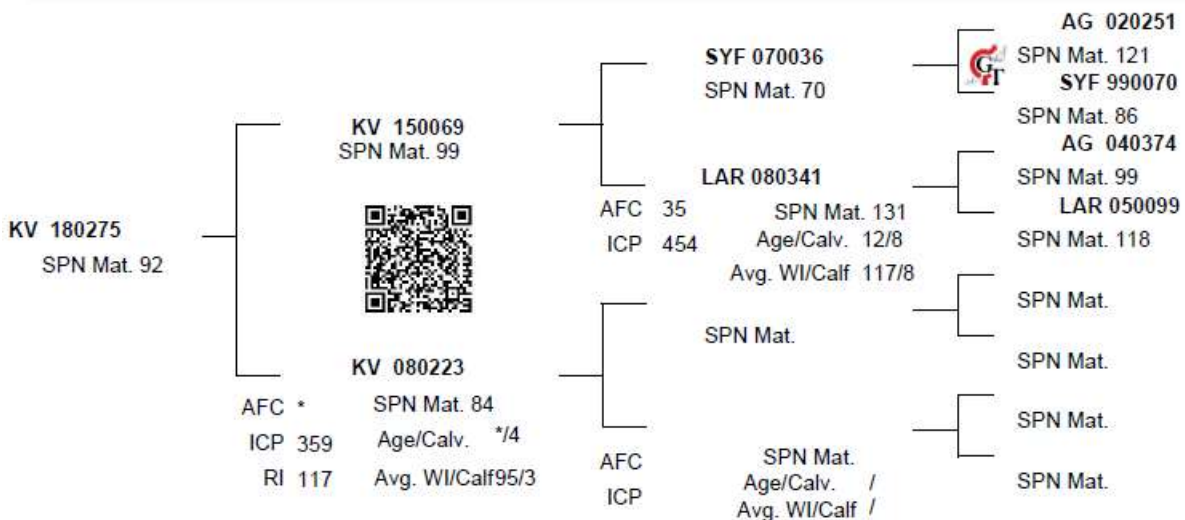 KV 180275
SPN Mat. 92
KV 150069
SPN Mat. 99
KV 080223
AFC * SPN Mat. 84
ICP 359 Age/Calv. */4
RI 117 Avg. WI/Calf95/3
SYF 070036
SPN Mat. 70
LAR 080341
AFC 35 SPN Mat. 131
ICP 454 Age/Calv. 12/8
Avg. WI/Calf 117/8
SPN Mat.
AFC SPN Mat.
ICP Age/Calv. /
Avg. WI/Calf /
GT
AG 020251
SPN Mat. 121
SYF 990070
SPN Mat. 86
AG 040374
SPN Mat. 99
LAR 050099
SPN Mat. 118
SPN Mat.
SPN Mat.
SPN Mat.
SPN Mat.